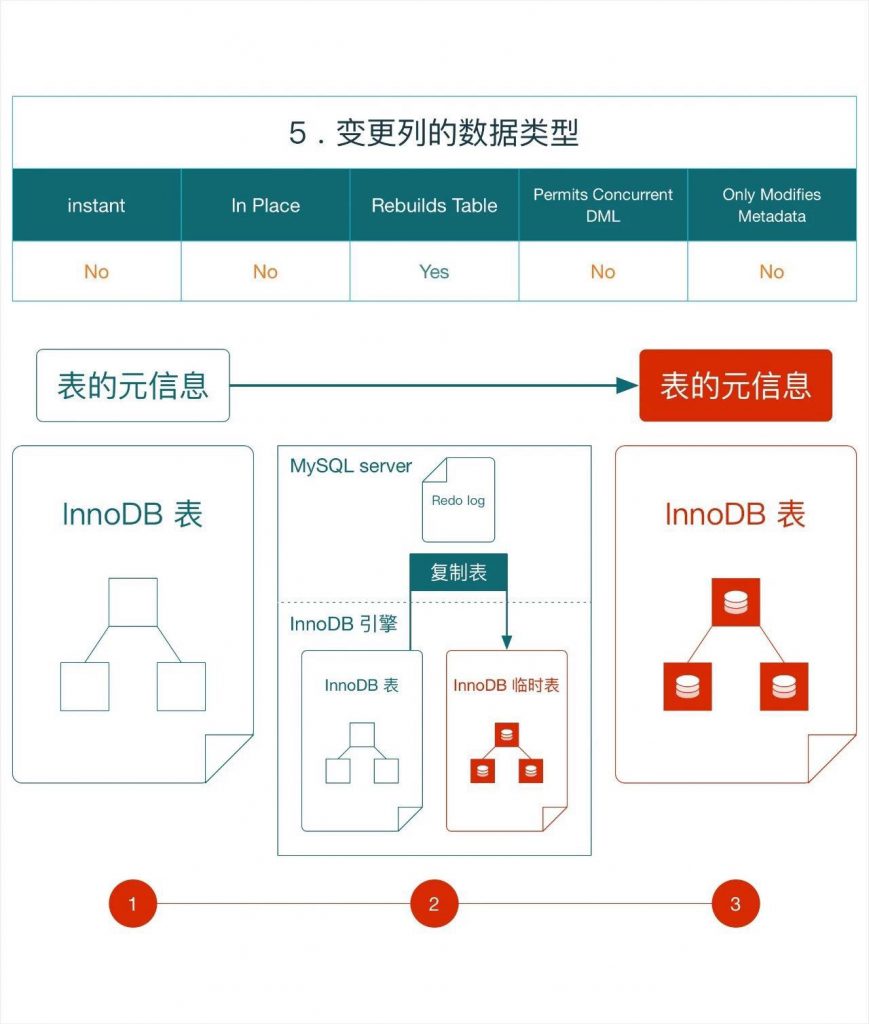 5．变更列的数据类型
instant
In Place
Rebuilds Table
Permits Concurrent
DML
Only Modifies
Metadata
No
No
Yes
No
No
表的元信息
表的元信息
InnoDB 表
MySQL server
Redo log
复制表
InnoDB 引擎
InnoDB 表
InnoDB 临时表
InnoDB 表
1
2
3